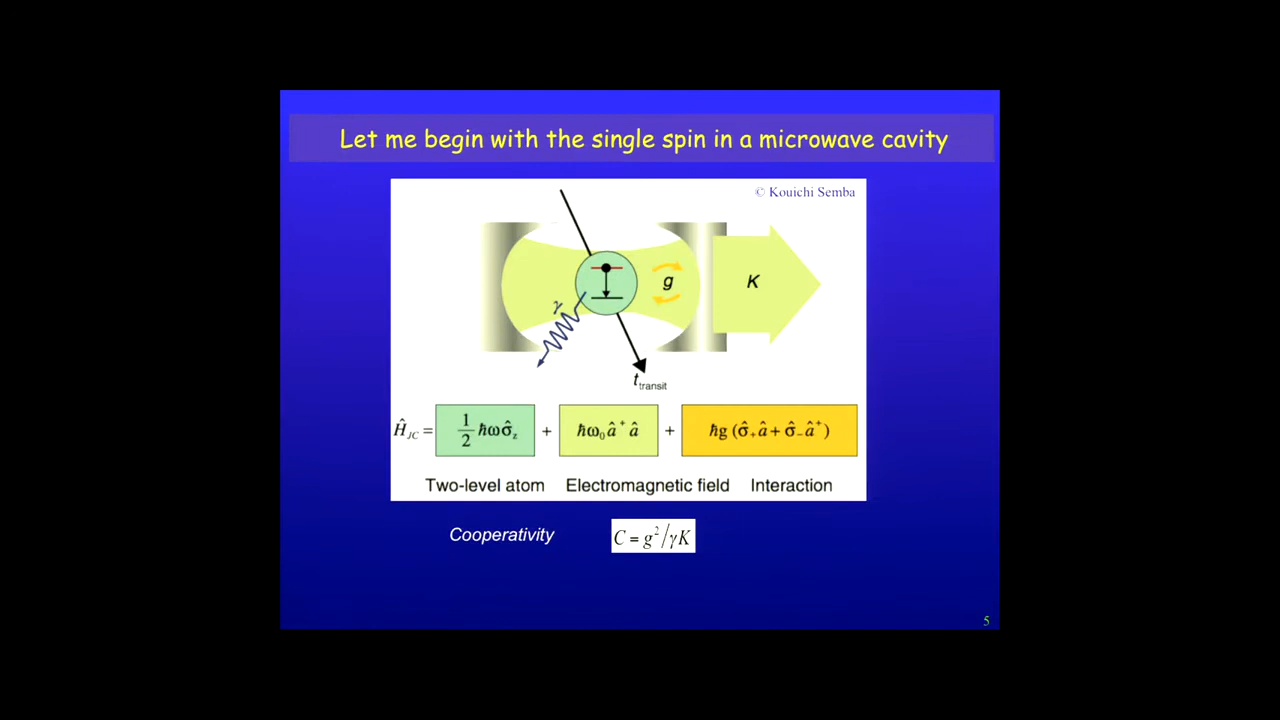 Let me begin with the single spin in a microwave cavity
© Kouichi Semba
g
K
γ
t transit
Ĥ_JC = 1/2 ħωσ̂_z + ħω₀â⁺â + ħg (σ̂₊â + σ̂₋â⁺)
Two-level atom Electromagnetic field Interaction
Cooperativity C = g²/γK
5